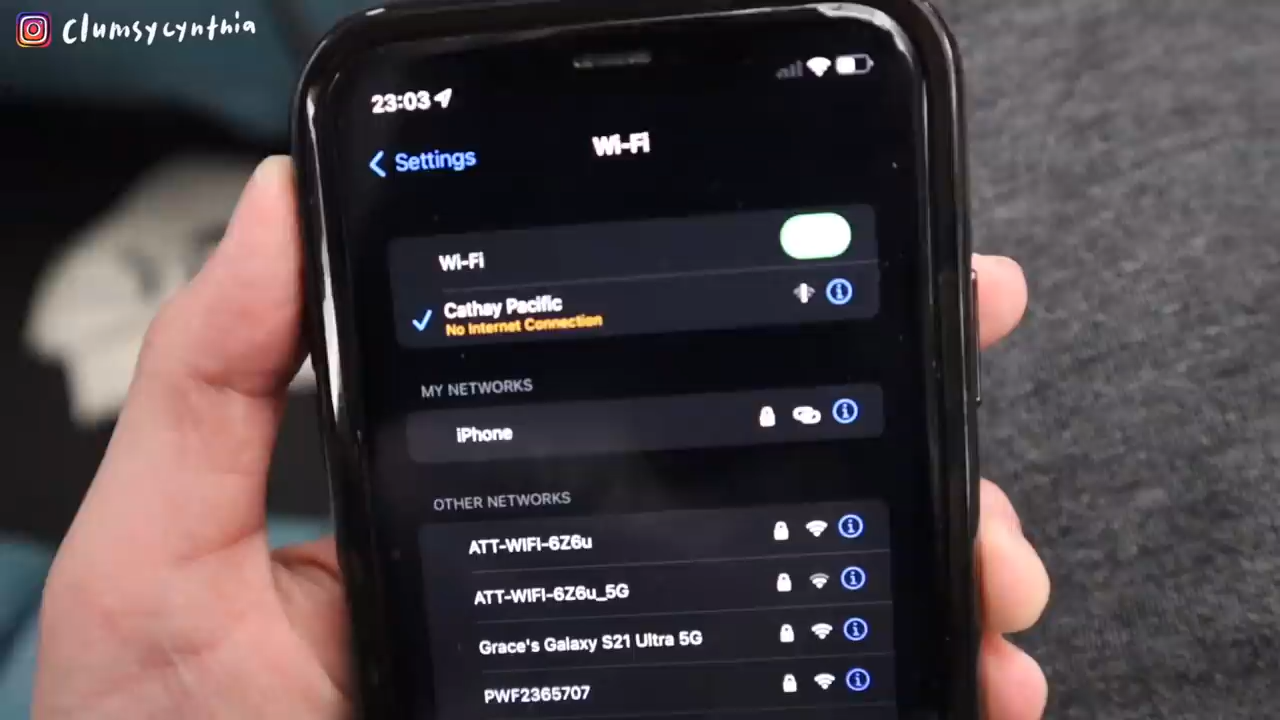 Clumsycynthia
23:03
Settings
Wi-Fi
Wi-Fi
Cathay Pacific
No Internet Connection
MY NETWORKS
iPhone
OTHER NETWORKS
ATT-WIFI-6Z6u
ATT-WIFI-6Z6u_5G
Grace's Galaxy S21 Ultra 5G
PWF2365707